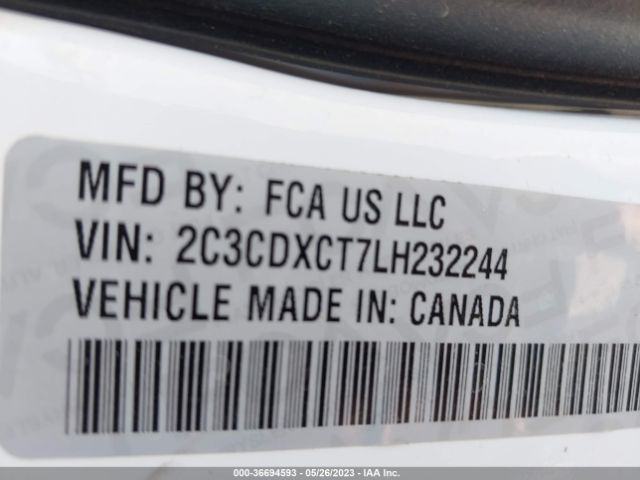 MFD BY: FCA US LLC
VIN: 2C3CDXCT7LH232244
VEHICLE MADE IN: CANADA
000-36694593 - 05/26/2023 - IAA Inc.